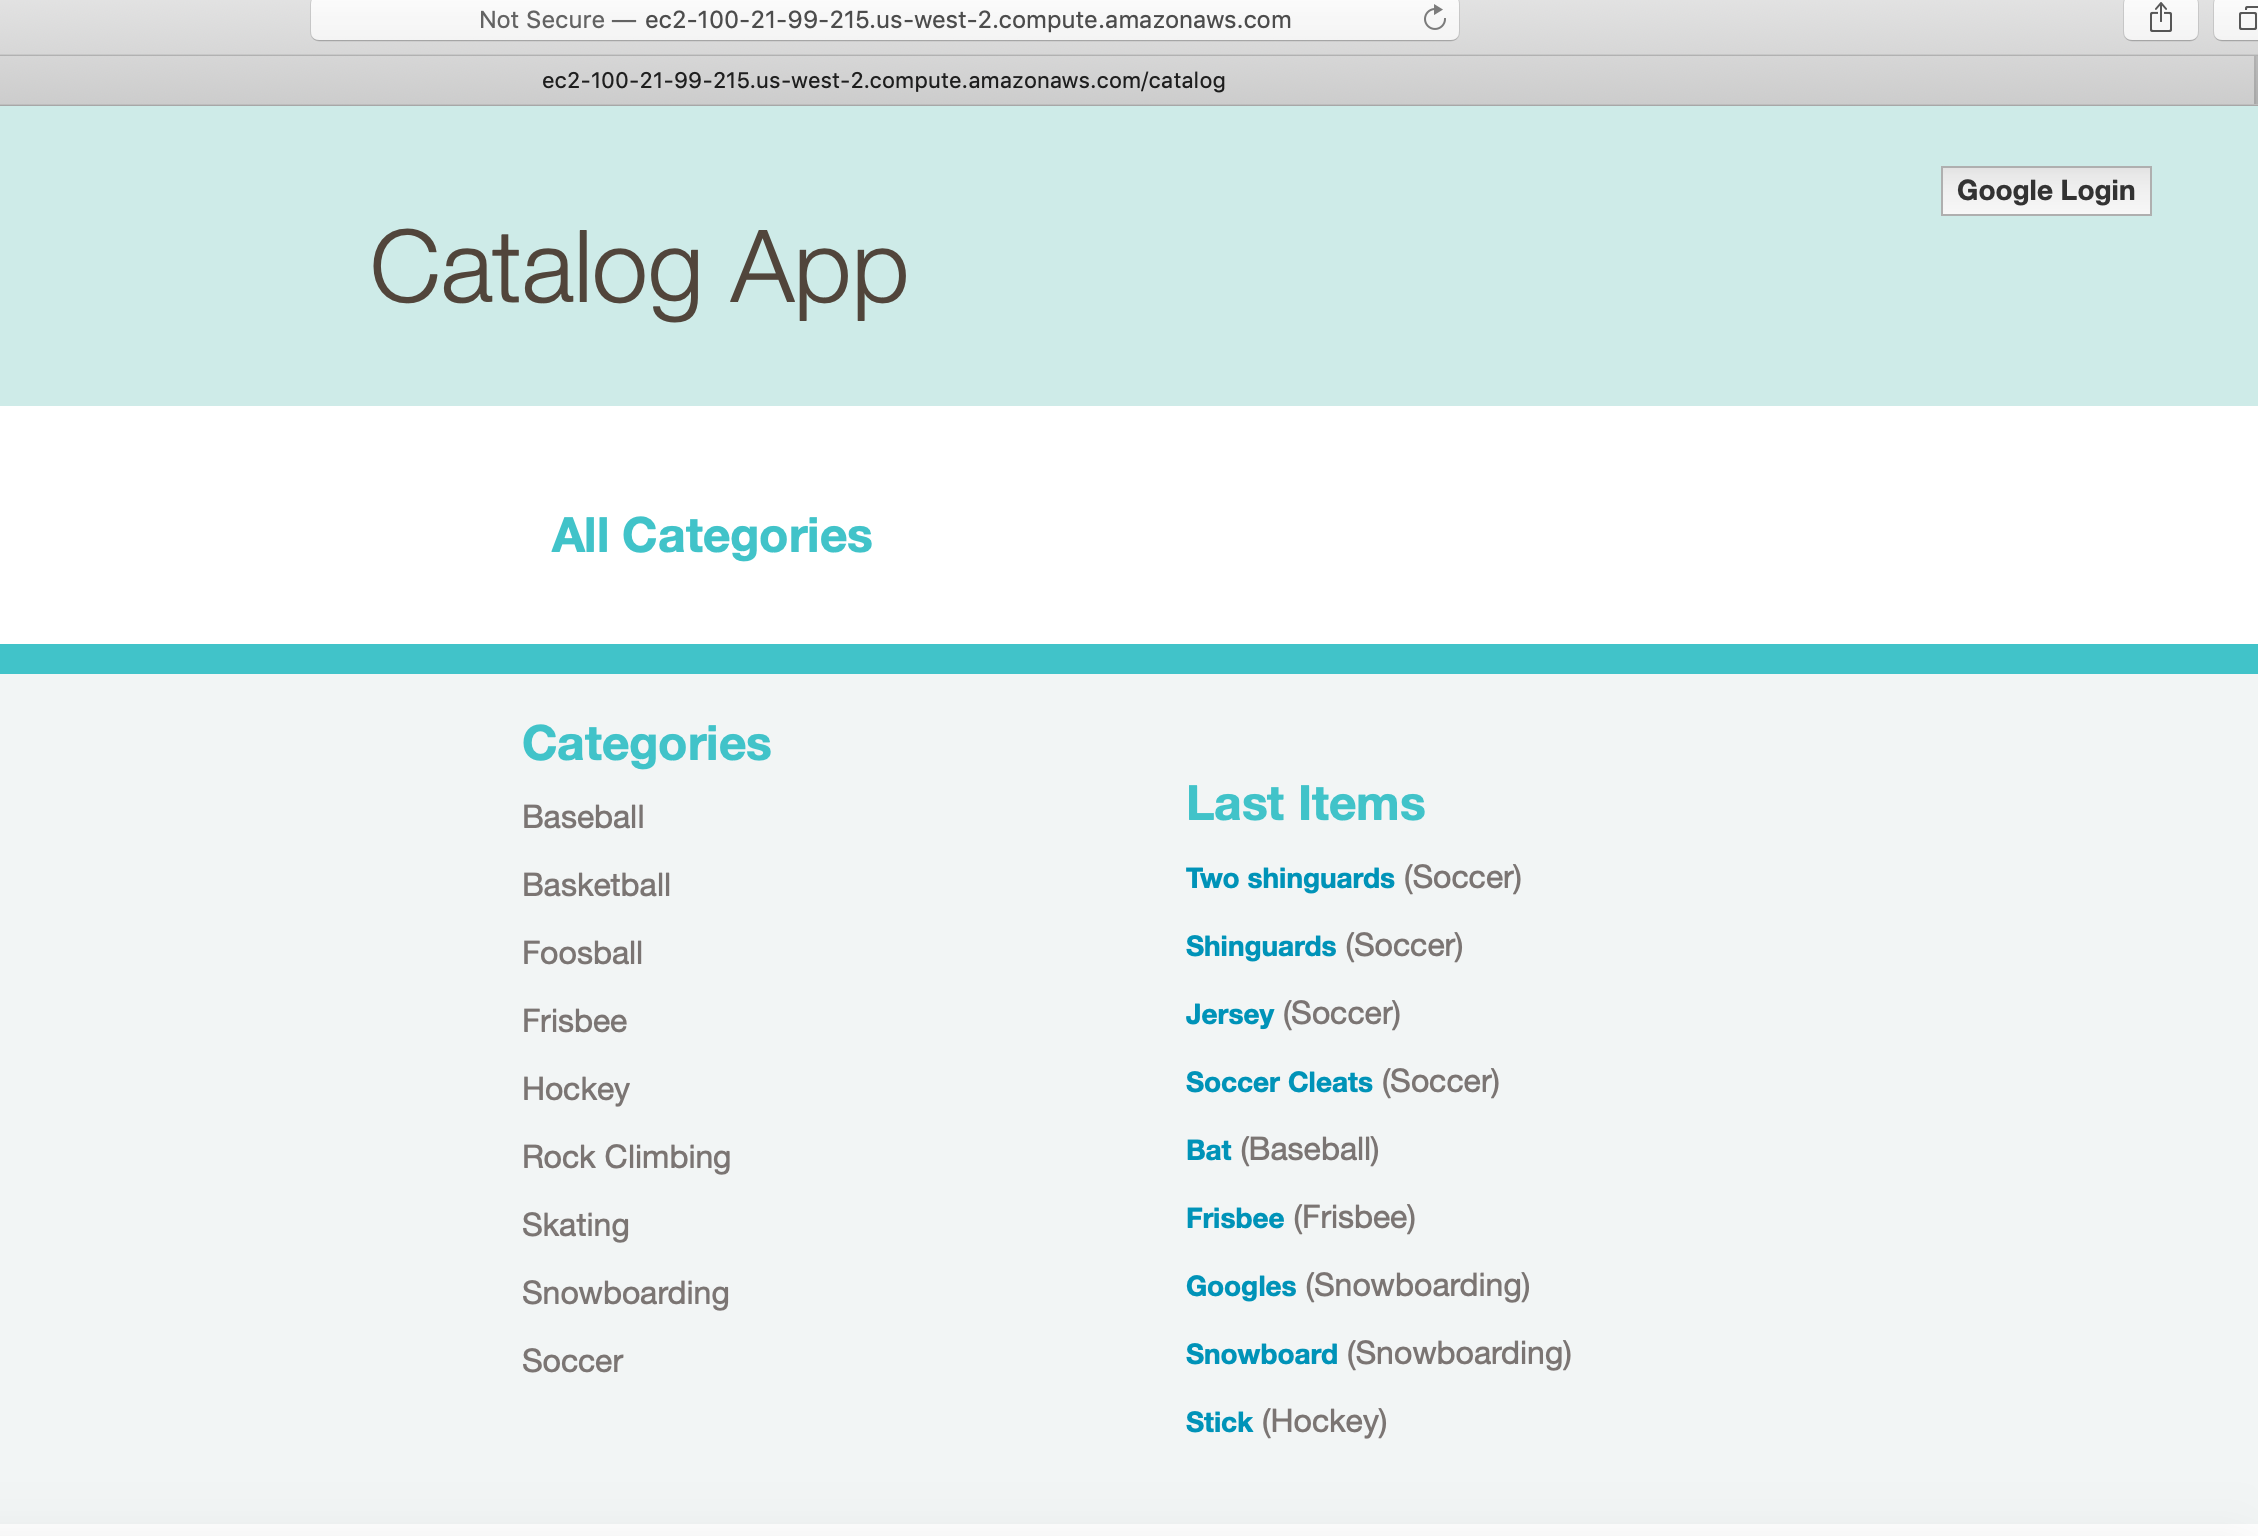 Not Secure — ec2-100-21-99-215.us-west-2.compute.amazonaws.com
ec2-100-21-99-215.us-west-2.compute.amazonaws.com/catalog
Google Login
Catalog App
All Categories
Categories
Baseball
Basketball
Foosball
Frisbee
Hockey
Rock Climbing
Skating
Snowboarding
Soccer
Last Items
Two shinguards (Soccer)
Shinguards (Soccer)
Jersey (Soccer)
Soccer Cleats (Soccer)
Bat (Baseball)
Frisbee (Frisbee)
Googles (Snowboarding)
Snowboard (Snowboarding)
Stick (Hockey)